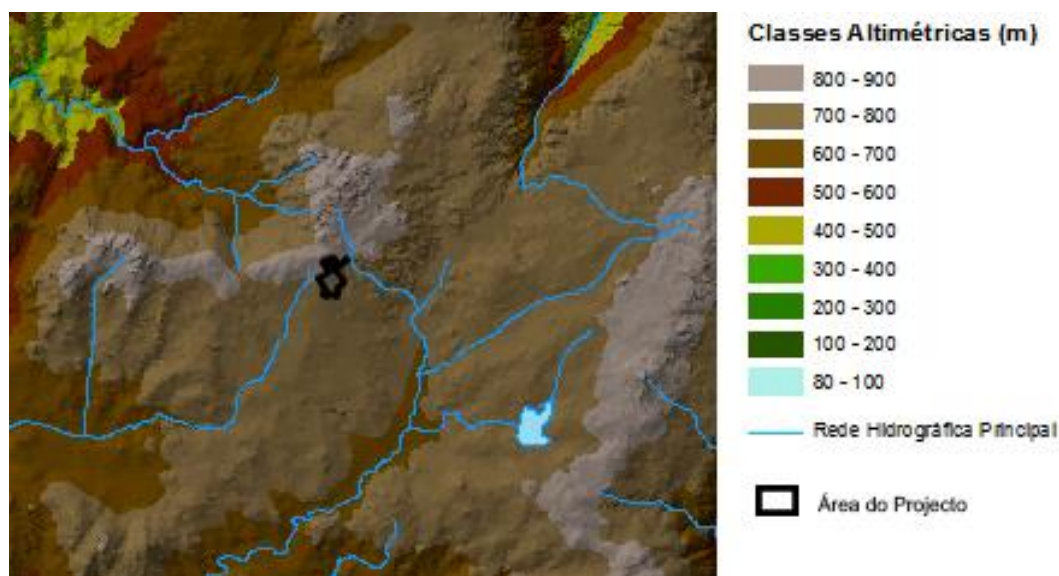 Classes Altimétricas (m)
800 - 900
700 - 800
600 - 700
500 - 600
400 - 500
300 - 400
200 - 300
100 - 200
80 - 100
Rede Hidrográfica Principal
Área do Projecto